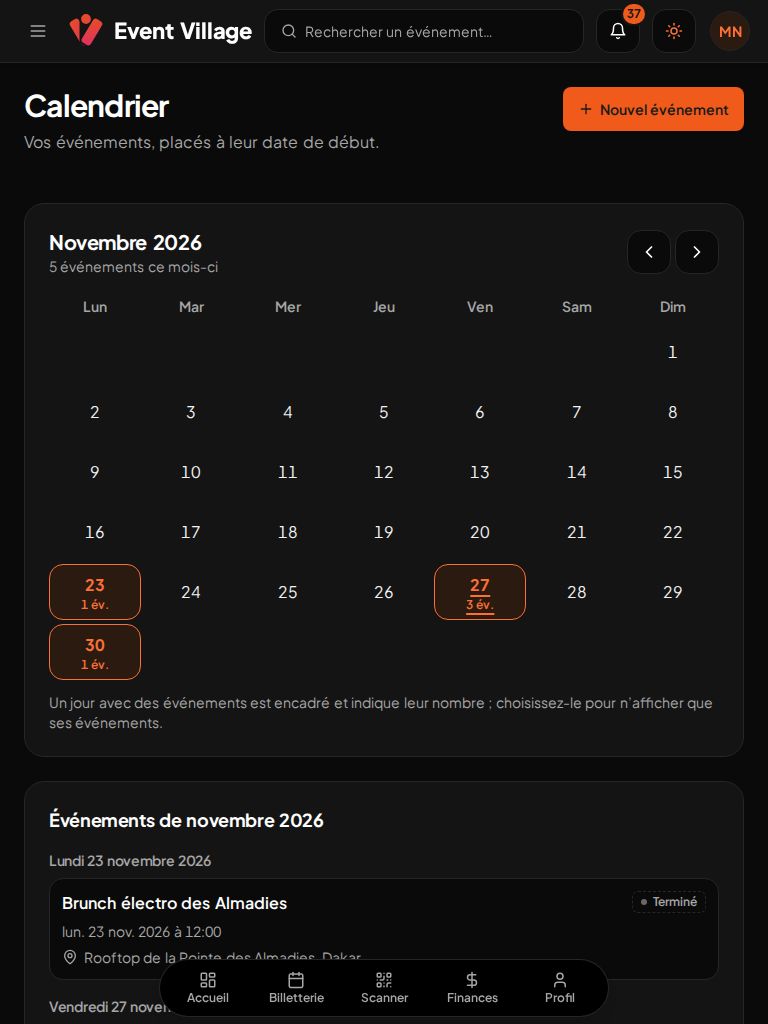 Event Village
Rechercher un événement...
37
MN
Calendrier
Nouvel événement
Vos événements, placés à leur date de début.
Novembre 2026
5 événements ce mois-ci
Lun Mar Mer Jeu Ven Sam Dim
1
2 3 4 5 6 7 8
9 10 11 12 13 14 15
16 17 18 19 20 21 22
23 24 25 26 27 28 29
1 év. 3 év.
30
1 év.
Un jour avec des événements est encadré et indique leur nombre ; choisissez-le pour n'afficher que
ses événements.
Événements de novembre 2026
Lundi 23 novembre 2026
Brunch électro des Almadies
Terminé
lun. 23 nov. 2026 à 12:00
Rooftop de la Pointe des Almadies, Dakar
Vendredi 27
Accueil Billetterie Scanner Finances Profil